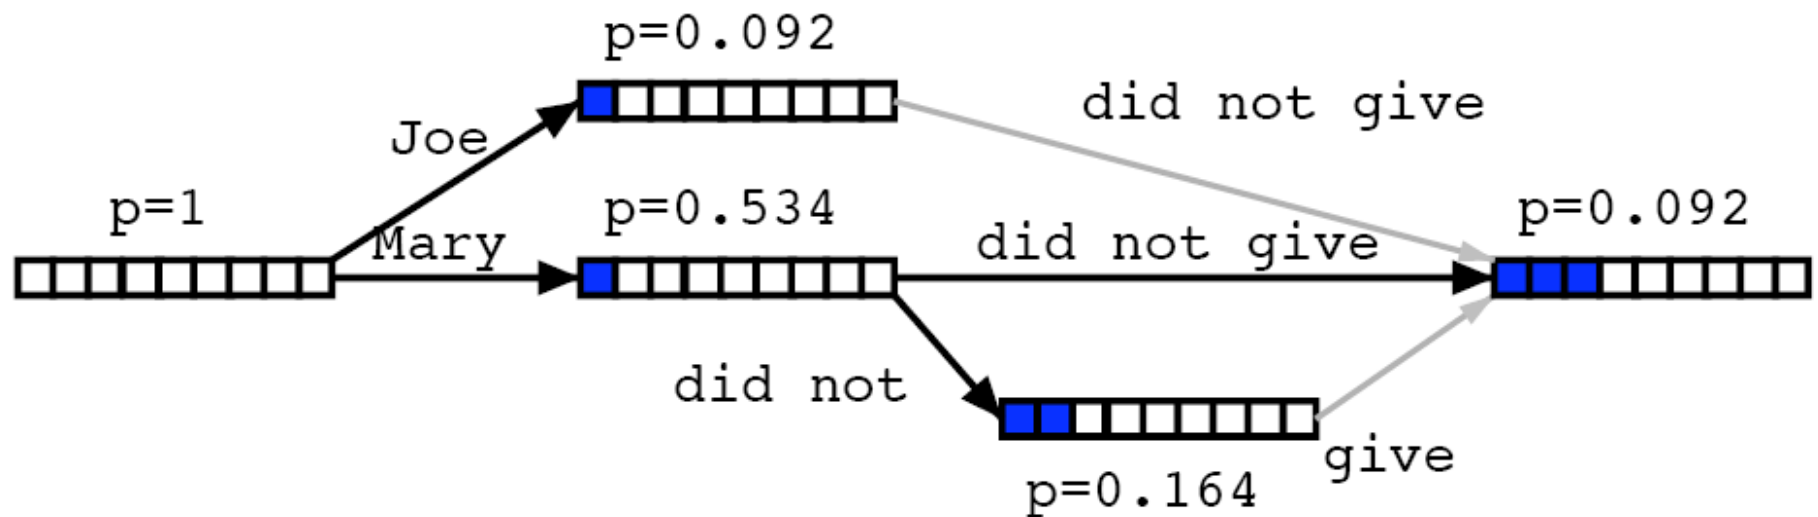 p=0.092
did not give
Joe
p=1
p=0.534
p=0.092
Mary
did not give
did not
give
p=0.164